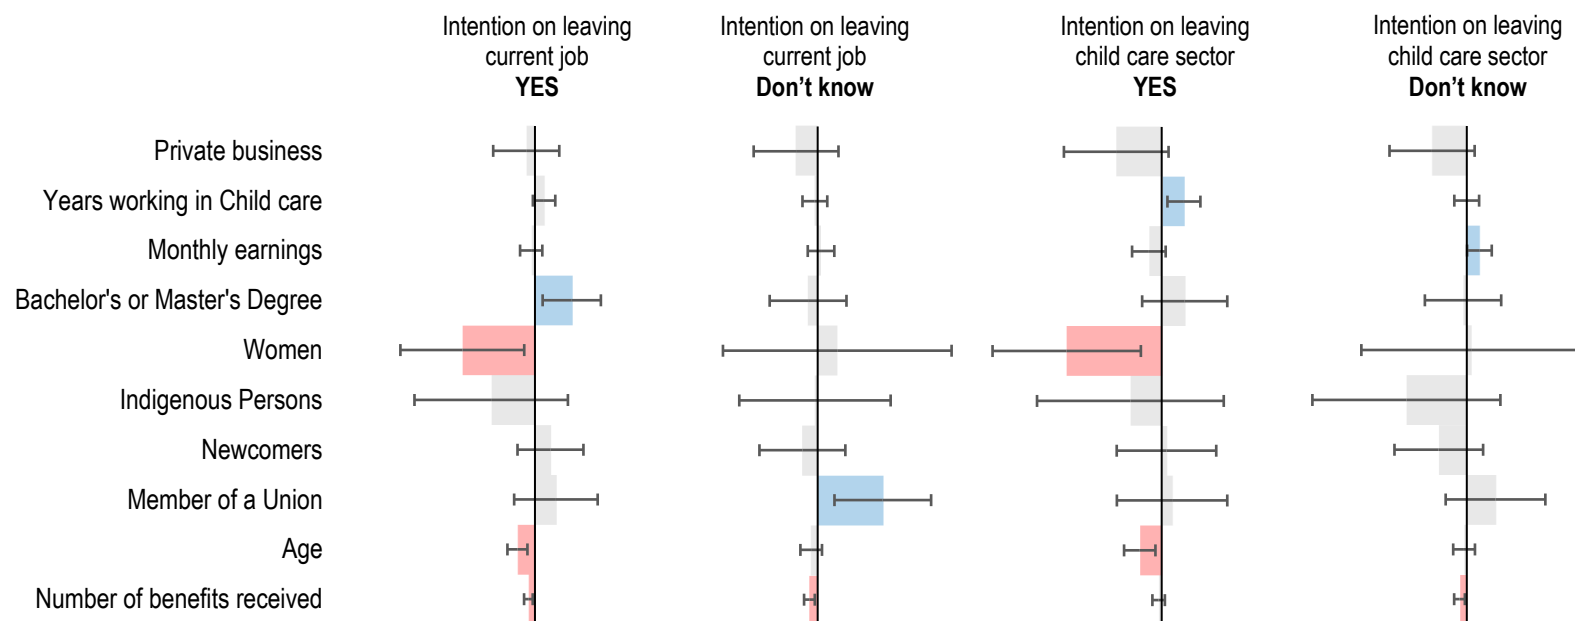 Intention on leaving
current job
YES
Intention on leaving
current job
Don't know
Intention on leaving
child care sector
YES
Intention on leaving
child care sector
Don't know
Private business
Years working in Child care
Monthly earnings
Bachelor's or Master's Degree
Women
Indigenous Persons
Newcomers
Member of a Union
Age
Number of benefits received